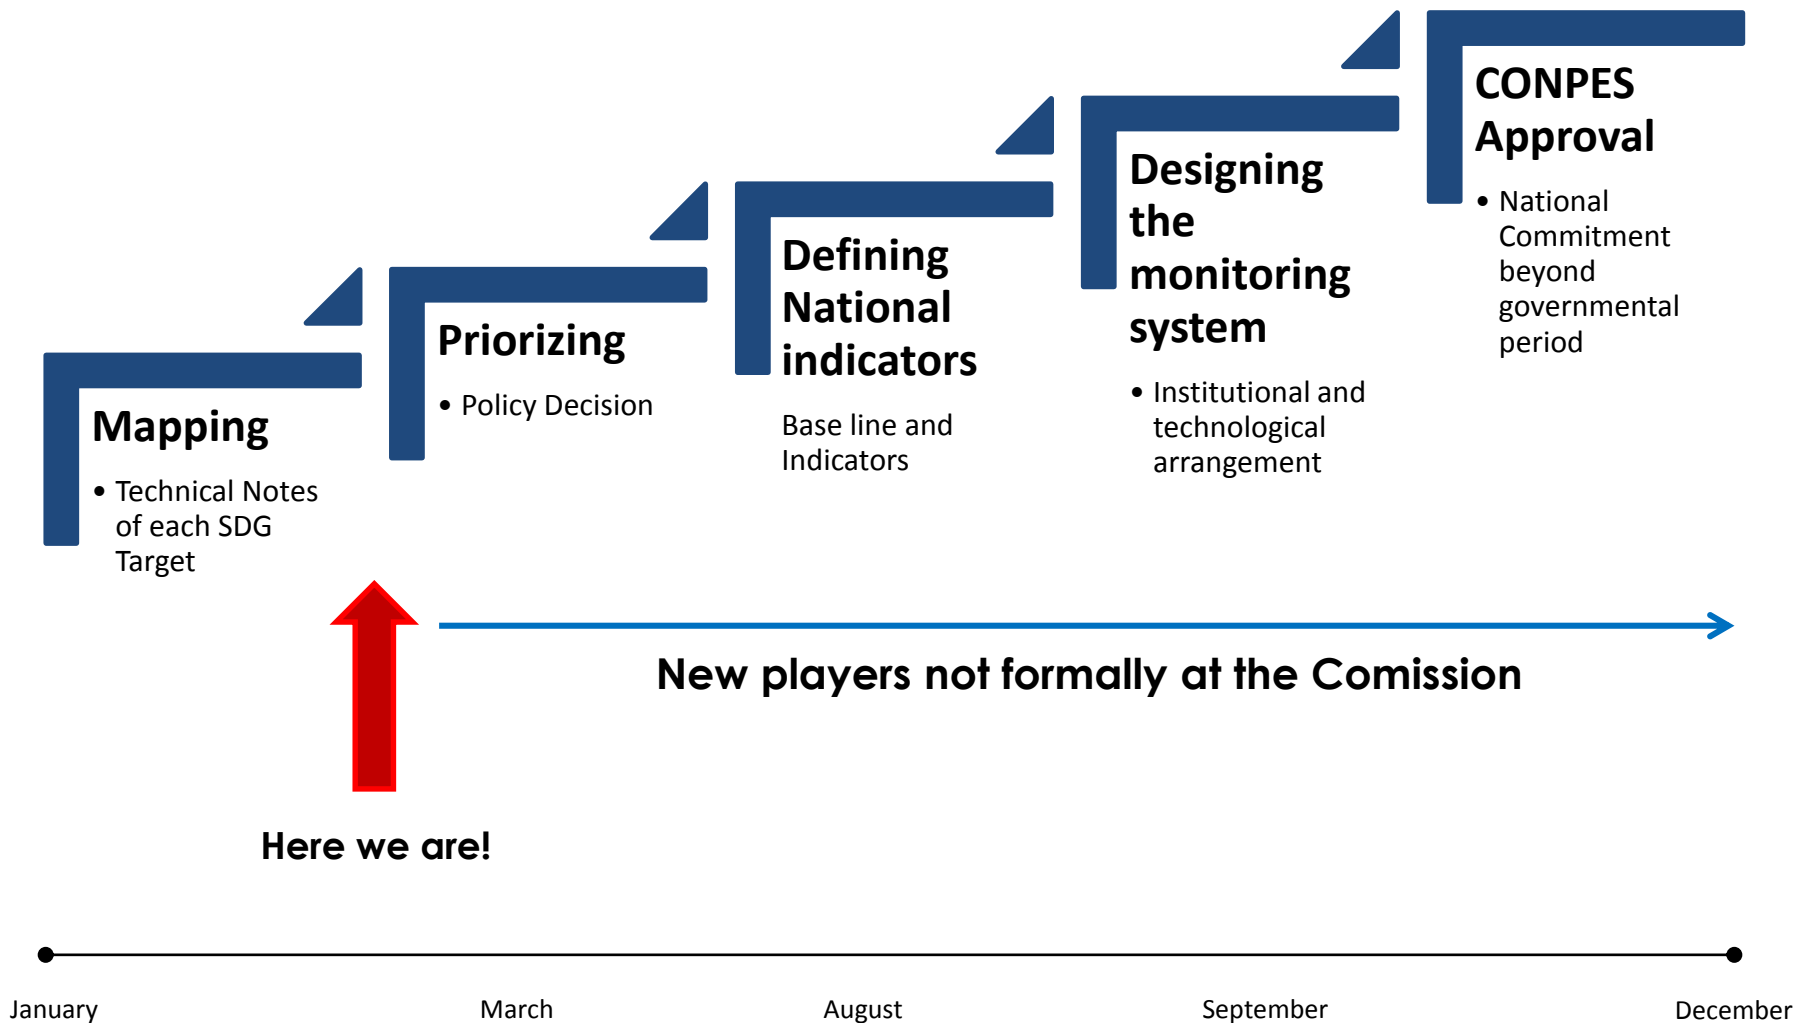 Mapping
• Technical Notes
of each SDG
Target
Priorizing
• Policy Decision
Defining
National
indicators
Base line and
Indicators
Designing
the
monitoring
system
• Institutional and
technological
arrangement
CONPES
Approval
• National
Commitment
beyond
governmental
period
New players not formally at the Comission
Here we are!
January
March
August
September
December